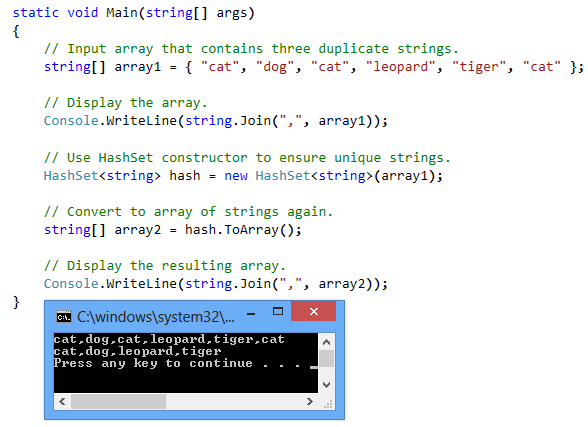 static void Main(string[] args)
{
// Input array that contains three duplicate strings.
string[] array1 = { "cat", "dog", "cat", "leopard", "tiger", "cat" };
// Display the array.
Console.WriteLine(string.Join(",", array1));
// Use HashSet constructor to ensure unique strings.
HashSet<string> hash = new HashSet<string>(array1);
// Convert to array of strings again.
string[] array2 = hash.ToArray();
// Display the resulting array.
Console.WriteLine(string.Join(",", array2));
}
C:\windows\system32\...
cat,dog,cat,leopard,tiger,cat
cat,dog,leopard,tiger
Press any key to continue . . . _